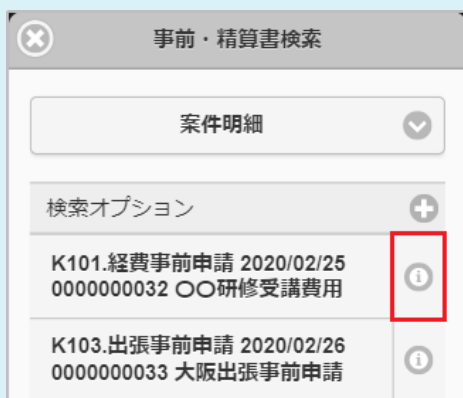 事前・精算書検索
案件明細
検索オプション
K101.経費事前申請 2020/02/25
0000000032 〇〇研修受講費用
K103.出張事前申請 2020/02/26
0000000033 大阪出張事前申請